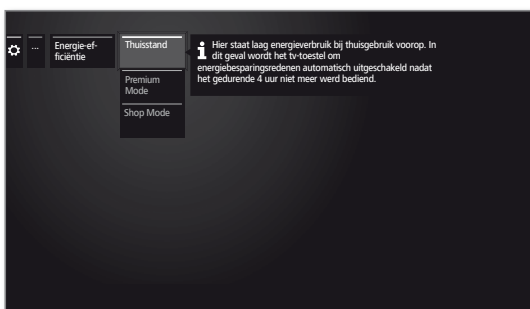 ...
Energie-ef-
ficiëntie
Thuisstand
Premium
Mode
Shop Mode
Hier staat laag energieverbruik bij thuisgebruik voorop. In
dit geval wordt het tv-toestel om
energiebesparingsredenen automatisch uitgeschakeld nadat
het gedurende 4 uur niet meer werd bediend.